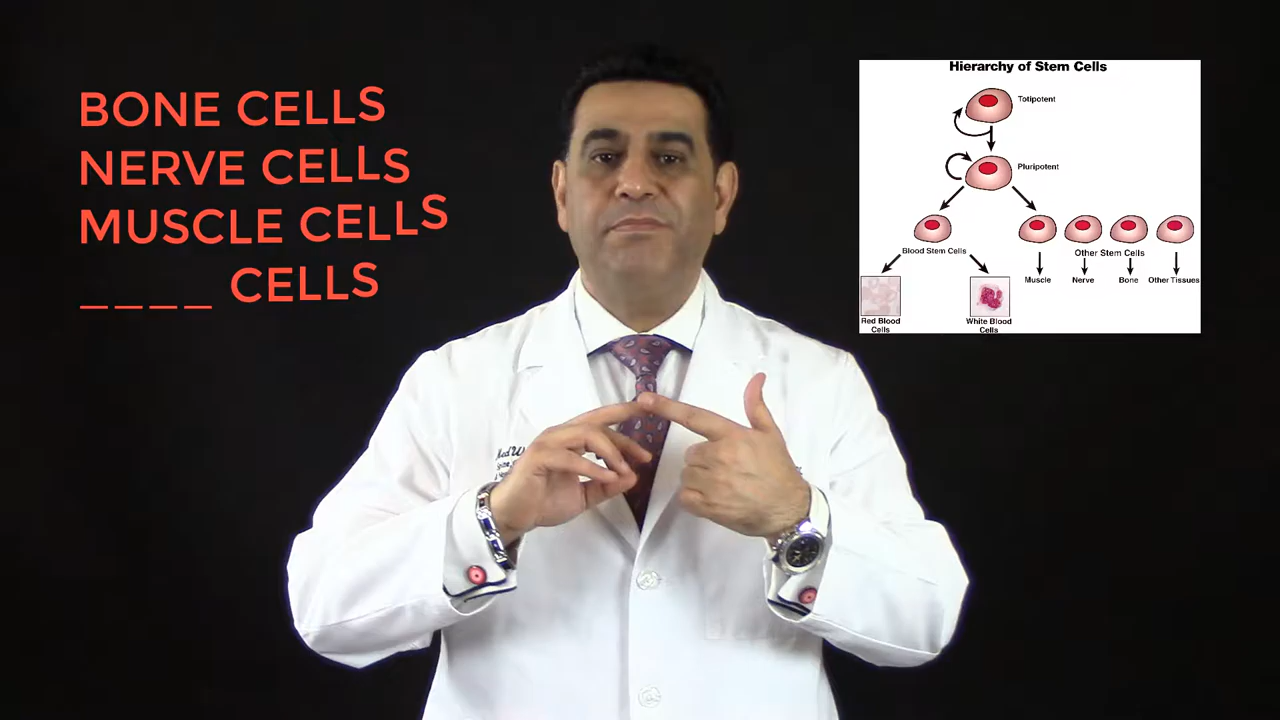 BONE CELLS
NERVE CELLS
MUSCLE CELLS
_ _ _ _ CELLS
Hierarchy of Stem Cells
Totipotent
Pluripotent
Blood Stem Cells
Other Stem Cells
Muscle
Nerve
Bone
Other Tissues
Red Blood
Cells
White Blood
Cells